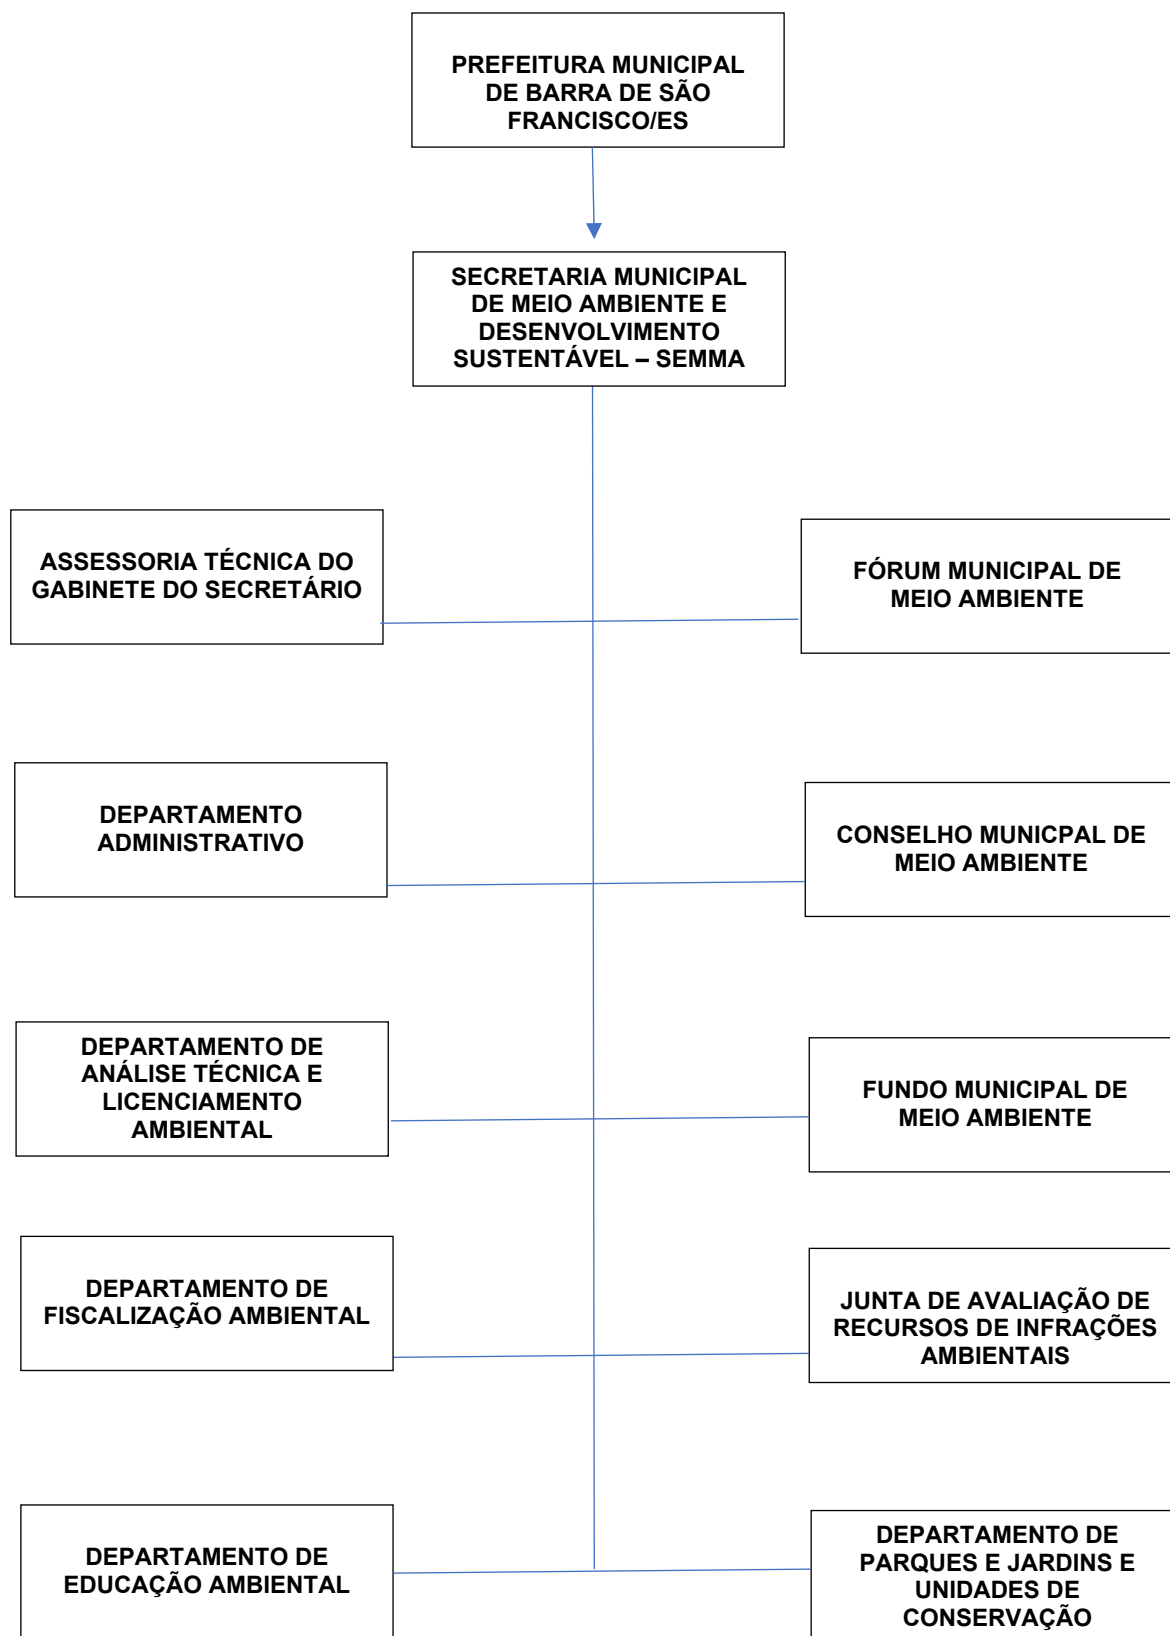 PREFEITURA MUNICIPAL
DE BARRA DE SÃO
FRANCISCO/ES
SECRETARIA MUNICIPAL
DE MEIO AMBIENTE E
DESENVOLVIMENTO
SUSTENTÁVEL – SEMMA
ASSESSORIA TÉCNICA DO
GABINETE DO SECRETÁRIO
FÓRUM MUNICIPAL DE
MEIO AMBIENTE
DEPARTAMENTO
ADMINISTRATIVO
CONSELHO MUNICPAL DE
MEIO AMBIENTE
DEPARTAMENTO DE
ANÁLISE TÉCNICA E
LICENCIAMENTO
AMBIENTAL
FUNDO MUNICIPAL DE
MEIO AMBIENTE
DEPARTAMENTO DE
FISCALIZAÇÃO AMBIENTAL
JUNTA DE AVALIAÇÃO DE
RECURSOS DE INFRAÇÕES
AMBIENTAIS
DEPARTAMENTO DE
EDUCAÇÃO AMBIENTAL
DEPARTAMENTO DE
PARQUES E JARDINS E
UNIDADES DE
CONSERVAÇÃO